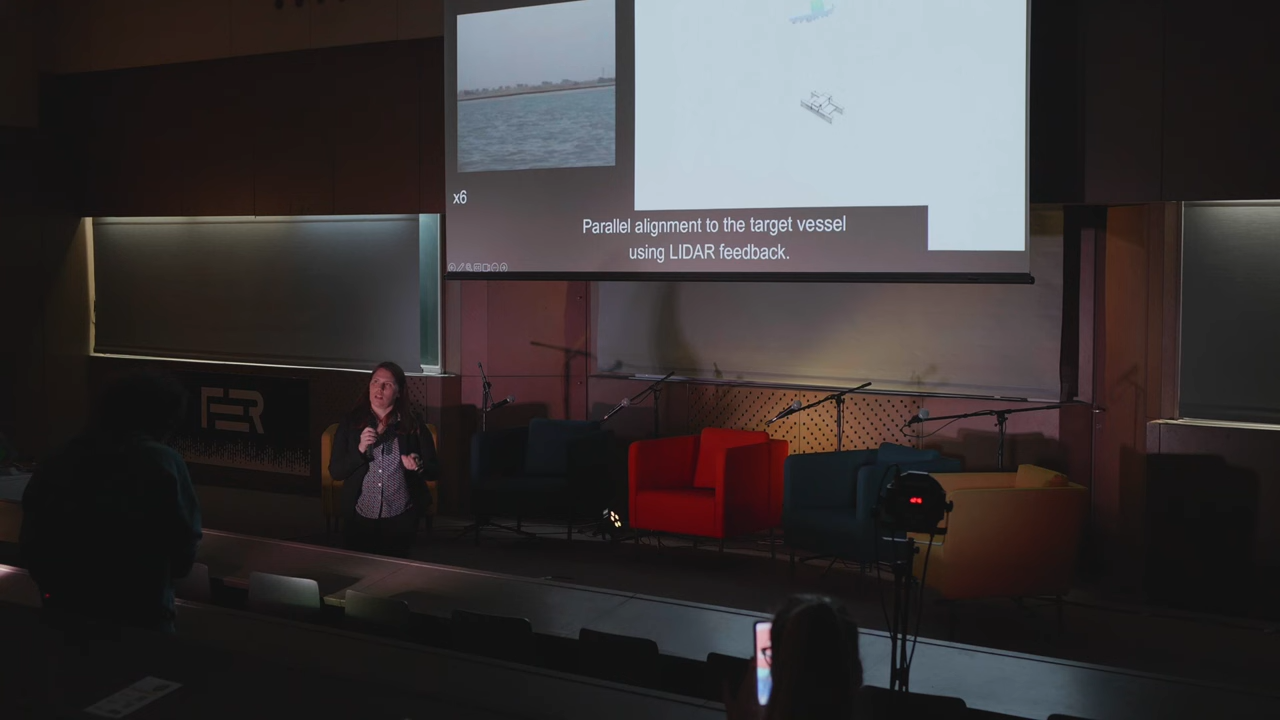 x6
Parallel alignment to the target vessel
using LIDAR feedback.
FER